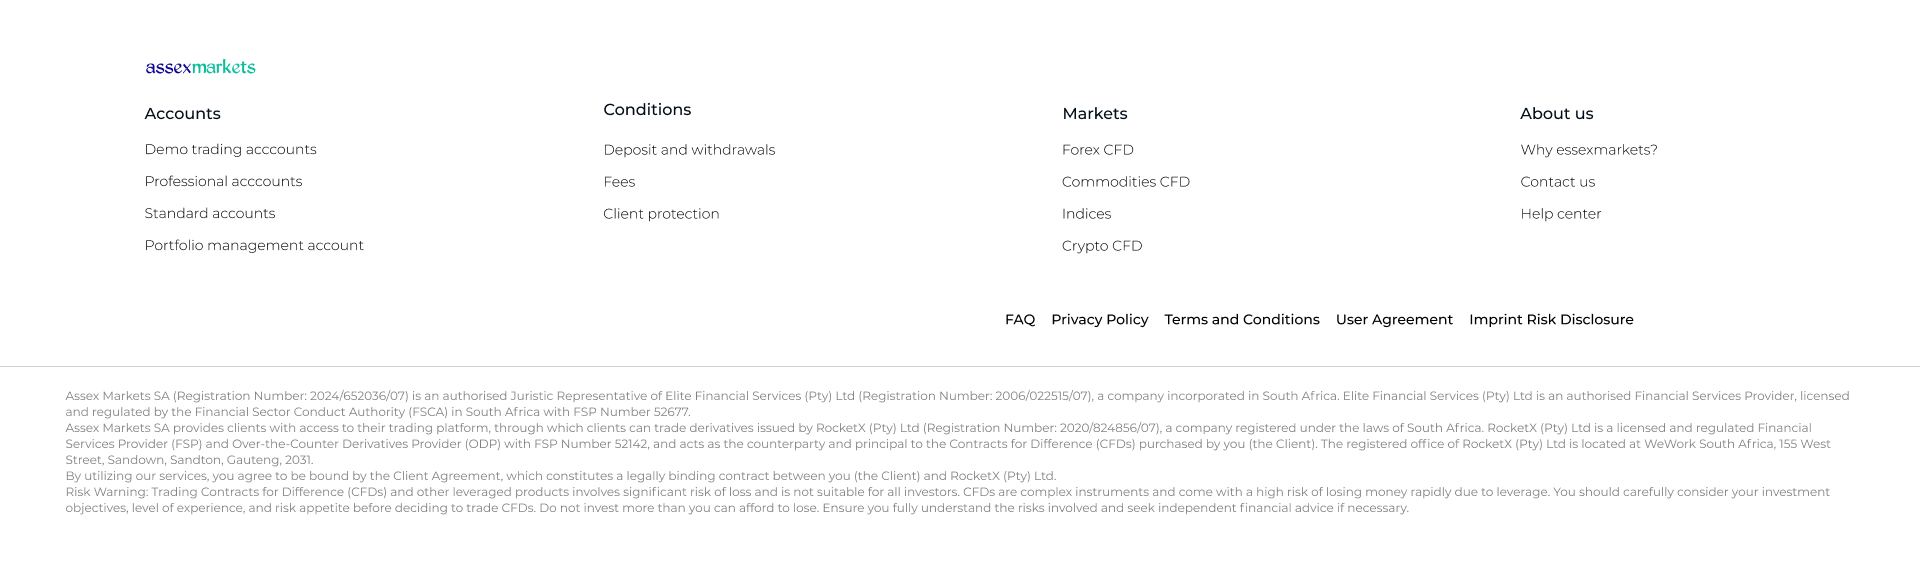 assexmarkets
Accounts
Demo trading acccounts
Professional acccounts
Standard accounts
Portfolio management account
Conditions
Deposit and withdrawals
Fees
Client protection
Markets
Forex CFD
Commodities CFD
Indices
Crypto CFD
About us
Why essexmarkets?
Contact us
Help center
FAQ Privacy Policy Terms and Conditions User Agreement Imprint Risk Disclosure
Assex Markets SA (Registration Number: 2024/652036/07) is an authorised Juristic Representative of Elite Financial Services (Pty) Ltd (Registration Number: 2006/022515/07), a company incorporated in South Africa. Elite Financial Services (Pty) Ltd is an authorised Financial Services Provider, licensed
and regulated by the Financial Sector Conduct Authority (FSCA) in South Africa with FSP Number 52677.
Assex Markets SA provides clients with access to their trading platform, through which clients can trade derivatives issued by RocketX (Pty) Ltd (Registration Number: 2020/824856/07), a company registered under the laws of South Africa. RocketX (Pty) Ltd is a licensed and regulated Financial
Services Provider (FSP) and Over-the-Counter Derivatives Provider (ODP) with FSP Number 52142, and acts as the counterparty and principal to the Contracts for Difference (CFDs) purchased by you (the Client). The registered office of RocketX (Pty) Ltd is located at WeWork South Africa, 155 West
Street, Sandown, Sandton, Gauteng, 2031.
By utilizing our services, you agree to be bound by the Client Agreement, which constitutes a legally binding contract between you (the Client) and RocketX (Pty) Ltd.
Risk Warning: Trading Contracts for Difference (CFDs) and other leveraged products involves significant risk of loss and is not suitable for all investors. CFDs are complex instruments and come with a high risk of losing money rapidly due to leverage. You should carefully consider your investment
objectives, level of experience, and risk appetite before deciding to trade CFDs. Do not invest more than you can afford to lose. Ensure you fully understand the risks involved and seek independent financial advice if necessary.